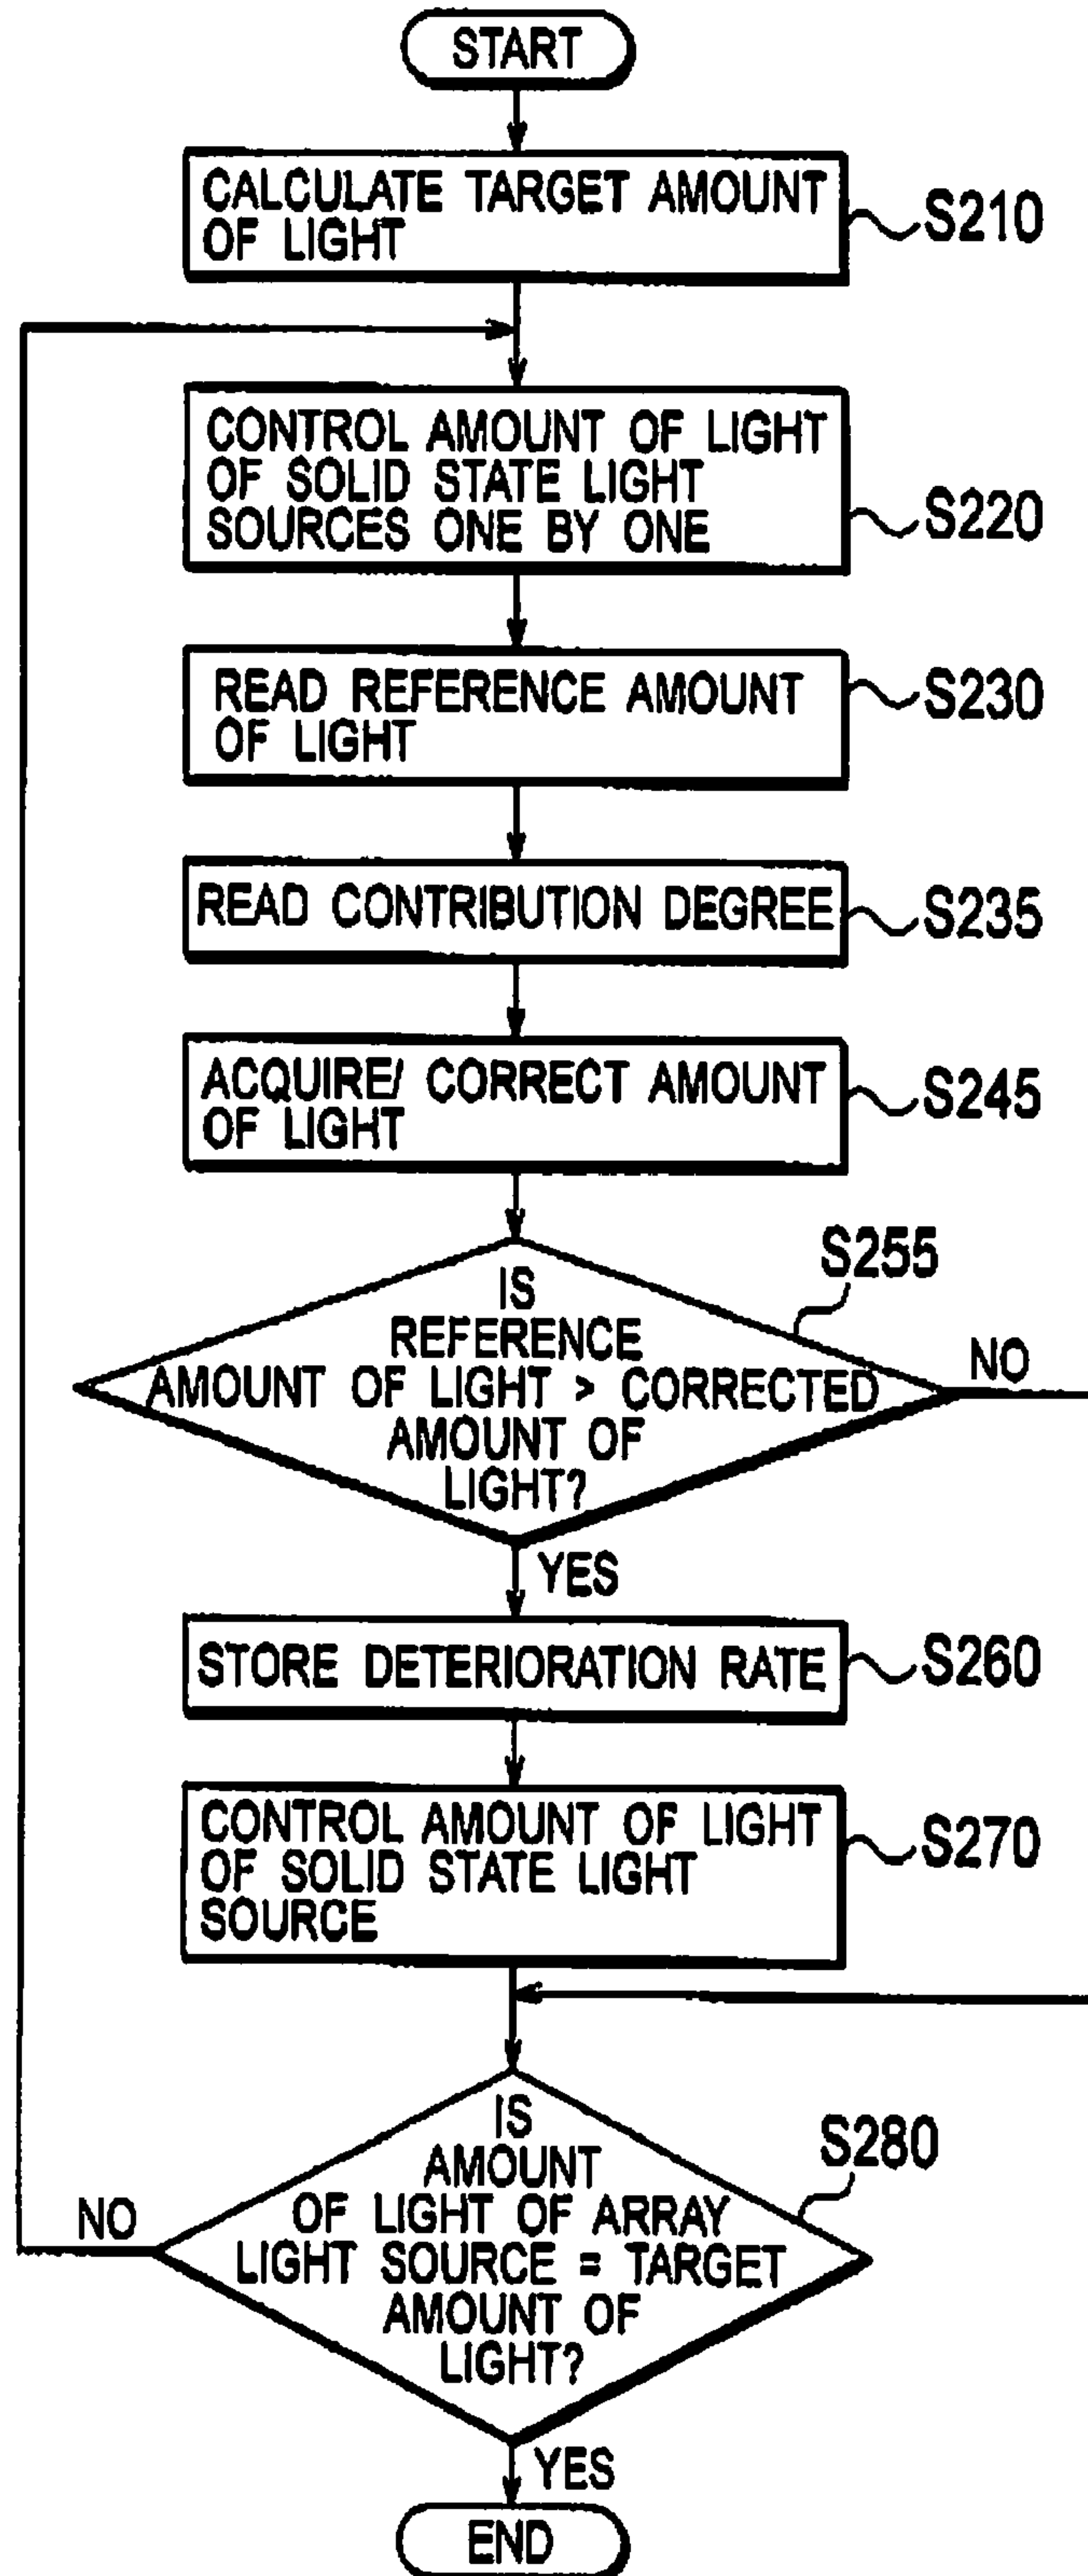 START
CALCULATE TARGET AMOUNT
OF LIGHT
S210
CONTROL AMOUNT OF LIGHT
OF SOLID STATE LIGHT
SOURCES ONE BY ONE
S220
READ REFERENCE AMOUNT
OF LIGHT
S230
READ CONTRIBUTION DEGREE
S235
ACQUIRE/ CORRECT AMOUNT
OF LIGHT
S245
S255
IS
REFERENCE
AMOUNT OF LIGHT > CORRECTED
AMOUNT OF
LIGHT?
NO
YES
STORE DETERIORATION RATE
S260
CONTROL AMOUNT OF LIGHT
OF SOLID STATE LIGHT
SOURCE
S270
S280
IS
AMOUNT
OF LIGHT OF ARRAY
LIGHT SOURCE = TARGET
AMOUNT OF
LIGHT?
NO
YES
END